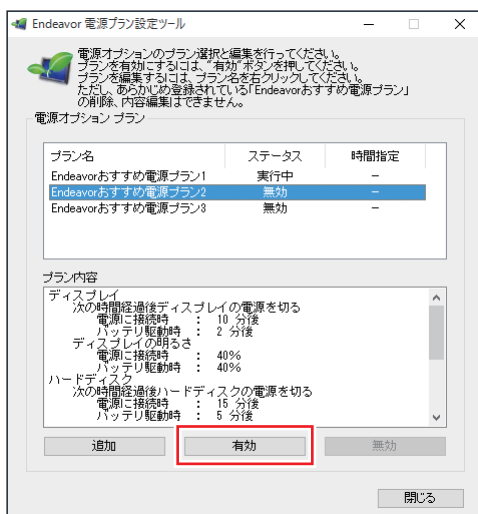 Endeavor 電源プラン設定ツール
電源オプションのプラン選択と編集を行ってください。
プランを有効にするには、"有効"ボタンを押してください。
プランを編集するには、プラン名を右クリックしてください。
ただし、あらかじめ登録されている「Endeavorおすすめ電源プラン」
の削除、内容編集はできません。
電源オプション プラン
プラン名 ステータス 時間指定
Endeavorおすすめ電源プラン1 実行中 －
Endeavorおすすめ電源プラン2 無効 －
Endeavorおすすめ電源プラン3 無効 －
プラン内容
ディスプレイ
次の時間経過後ディスプレイの電源を切る
電源に接続時 : 10 分後
バッテリ駆動時 : 2 分後
ディスプレイの明るさ
電源に接続時 : 40%
バッテリ駆動時 : 40%
ハードディスク
次の時間経過後ハードディスクの電源を切る
電源に接続時 : 15 分後
バッテリ駆動時 : 5 分後
追加 有効 無効
閉じる